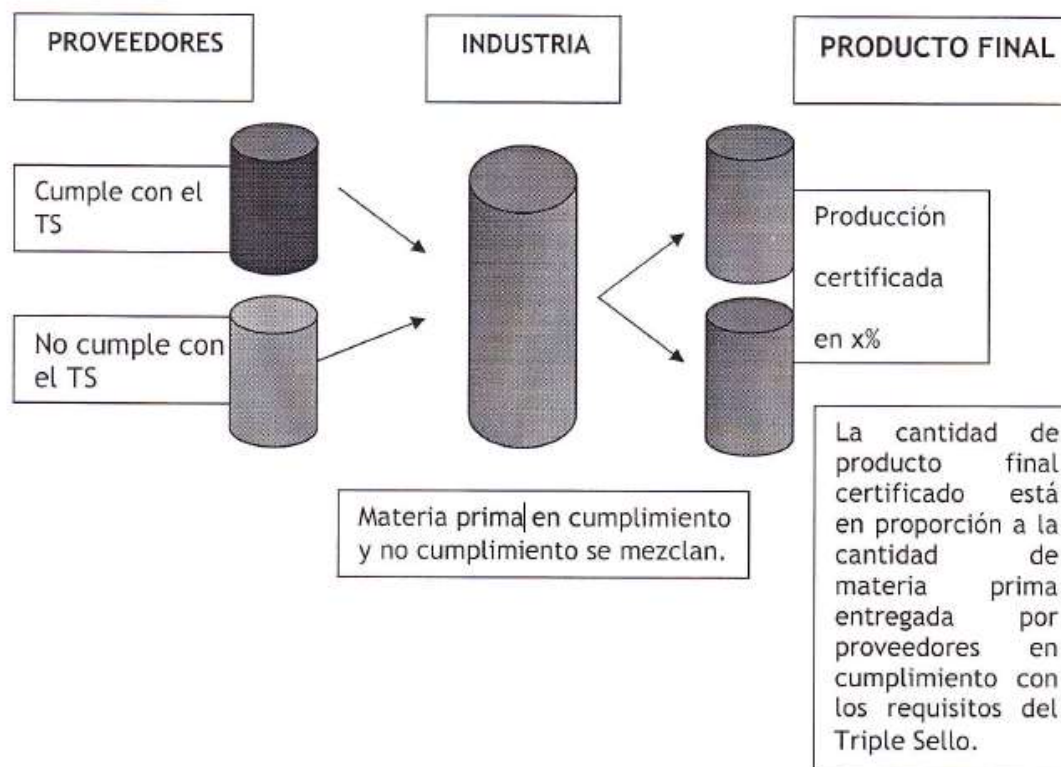 PROVEEDORES
INDUSTRIA
PRODUCTO FINAL
Cumple con el
TS
No cumple con
el TS
Producción
certificada
en x%
Materia prima en cumplimiento
y no cumplimiento se mezclan.
La cantidad de
producto final
certificado está
en proporción a la
cantidad de
materia prima
entregada por
proveedores en
cumplimiento con
los requisitos del
Triple Sello.